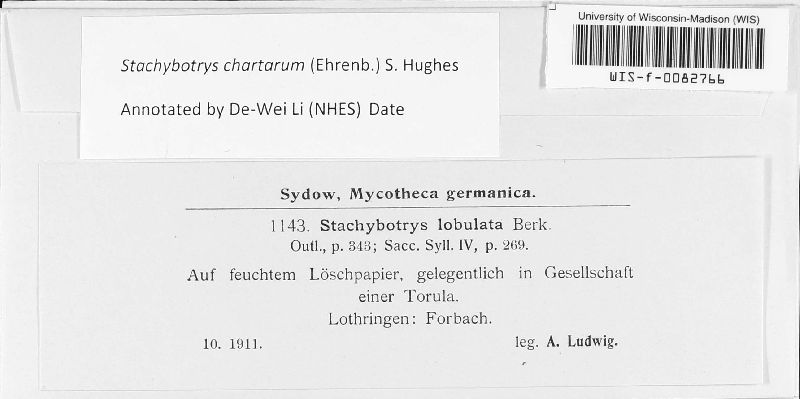 University of Wisconsin-Madison (WIS)
WIS-f-0082766
Stachybotrys chartarum (Ehrenb.) S. Hughes
Annotated by De-Wei Li (NHES) Date
Sydow, Mycotheca germanica.
1143. Stachybotrys lobulata Berk.
Outl., p. 343; Sacc. Syll. IV, p. 269.
Auf feuchtem Löschpapier, gelegentlich in Gesellschaft
einer Torula.
Lothringen: Forbach.
10. 1911. leg. A. Ludwig.